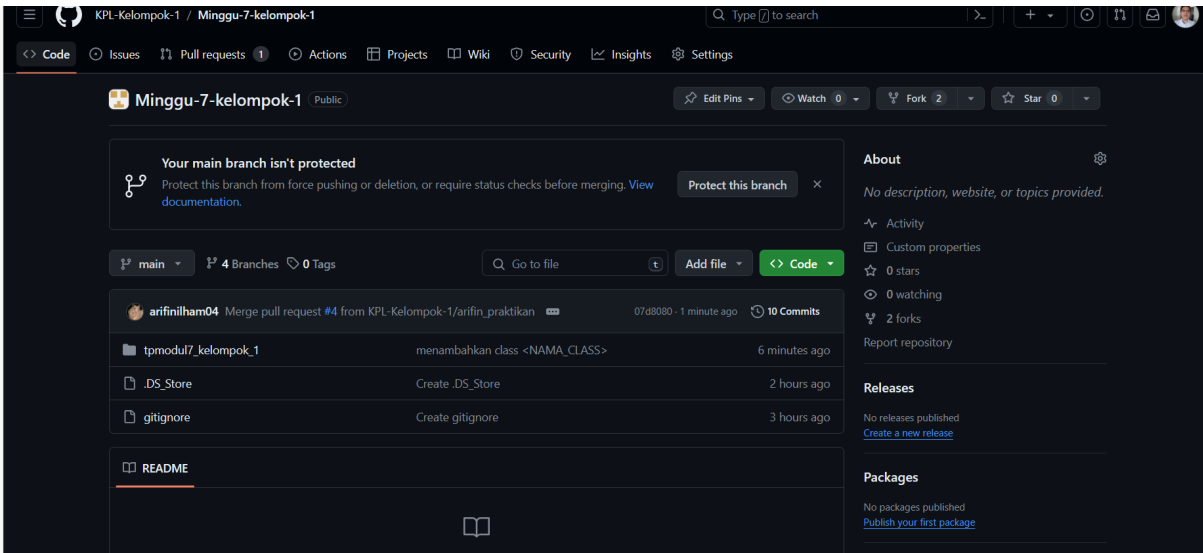 KPL-Kelompok-1 / Minggu-7-kelompok-1
Type / to search
Code Issues Pull requests 1 Actions Projects Wiki Security Insights Settings
Minggu-7-kelompok-1 Public
Edit Pins Watch 0 Fork 2 Star 0
Your main branch isn't protected
Protect this branch from force pushing or deletion, or require status checks before merging. View
documentation.
Protect this branch
main 4 Branches 0 Tags
Go to file t
Add file
<> Code
arifinilham04 Merge pull request #4 from KPL-Kelompok-1/arifin_praktikan 07d8080 · 1 minute ago 10 Commits
tpmodul7_kelompok_1 menambahkan class <NAMA_CLASS> 6 minutes ago
.DS_Store Create .DS_Store 2 hours ago
gitignore Create gitignore 3 hours ago
README
About
No description, website, or topics provided.
Activity
Custom properties
0 stars
0 watching
2 forks
Report repository
Releases
No releases published
Create a new release
Packages
No packages published
Publish your first package